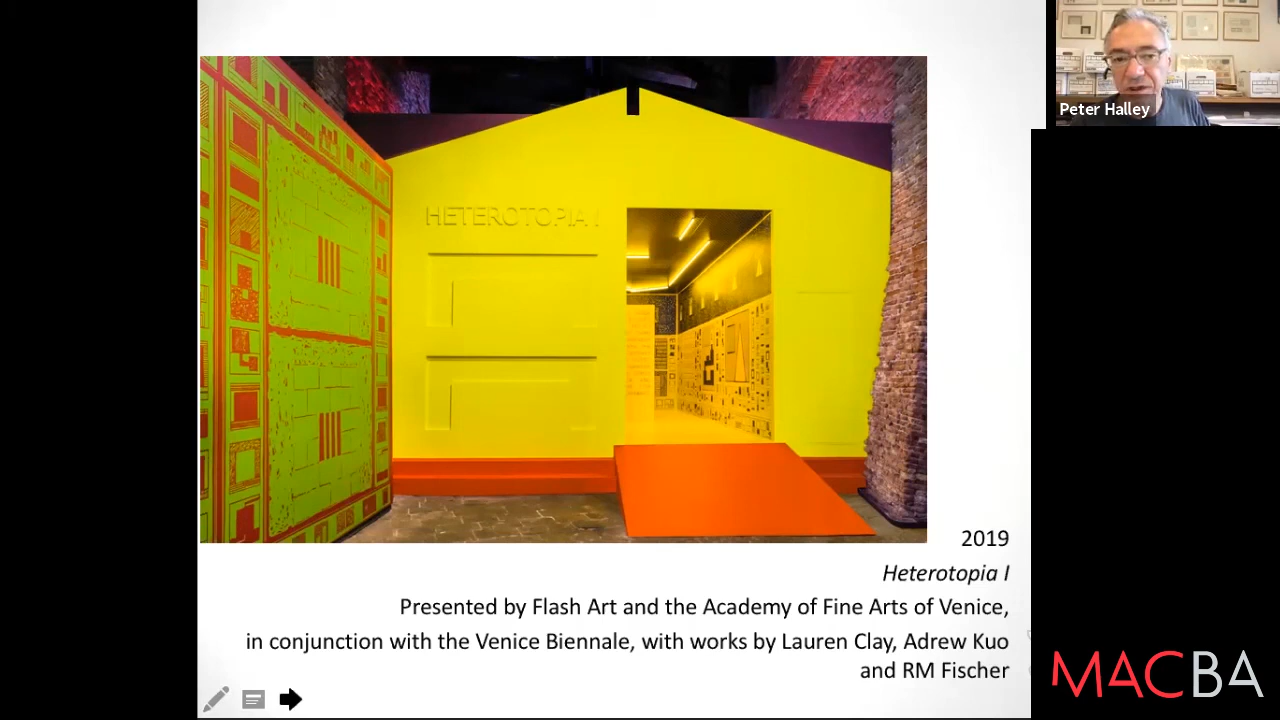 Peter Halley
HETEROTOPIA I
2019
Heterotopia I
Presented by Flash Art and the Academy of Fine Arts of Venice,
in conjunction with the Venice Biennale, with works by Lauren Clay, Adrew Kuo
and RM Fischer
MACBA